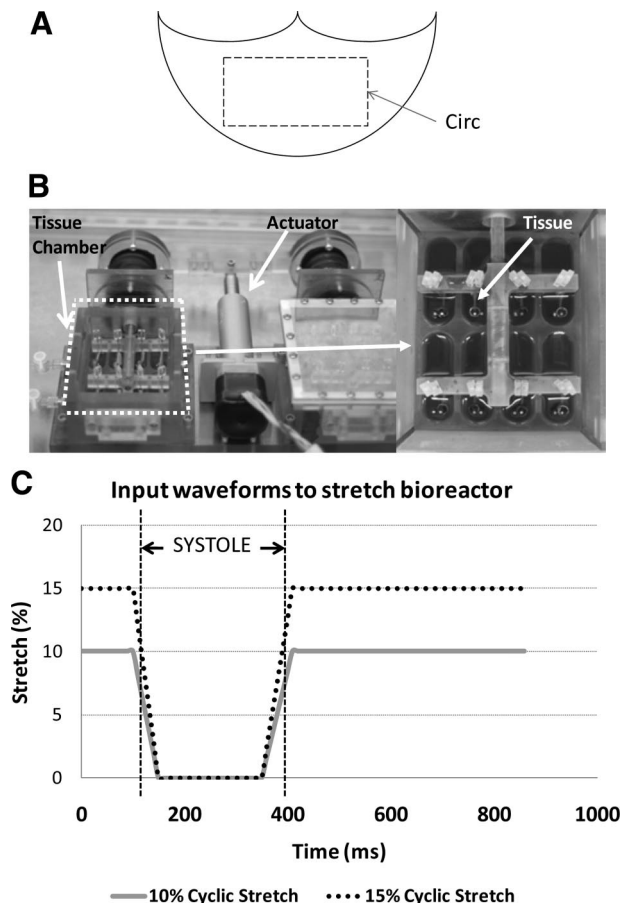 A
Circ
B
Tissue
Chamber
Actuator
Tissue
C
Input waveforms to stretch bioreactor
SYSTOLE
20
15
10
5
0
Stretch (%)
0 200 400 600 800 1000
Time (ms)
10% Cyclic Stretch 15% Cyclic Stretch